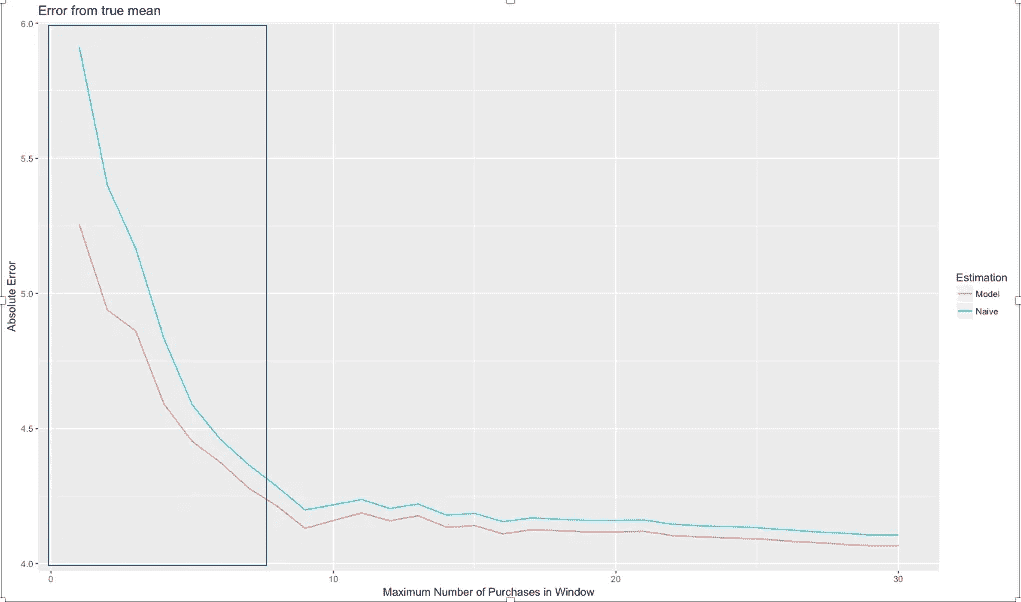 Error from true mean
6.0
5.5
5.0
4.5
4.0
Absolute Error
0
10
20
30
Maximum Number of Purchases in Window
Estimation
Model
Naive